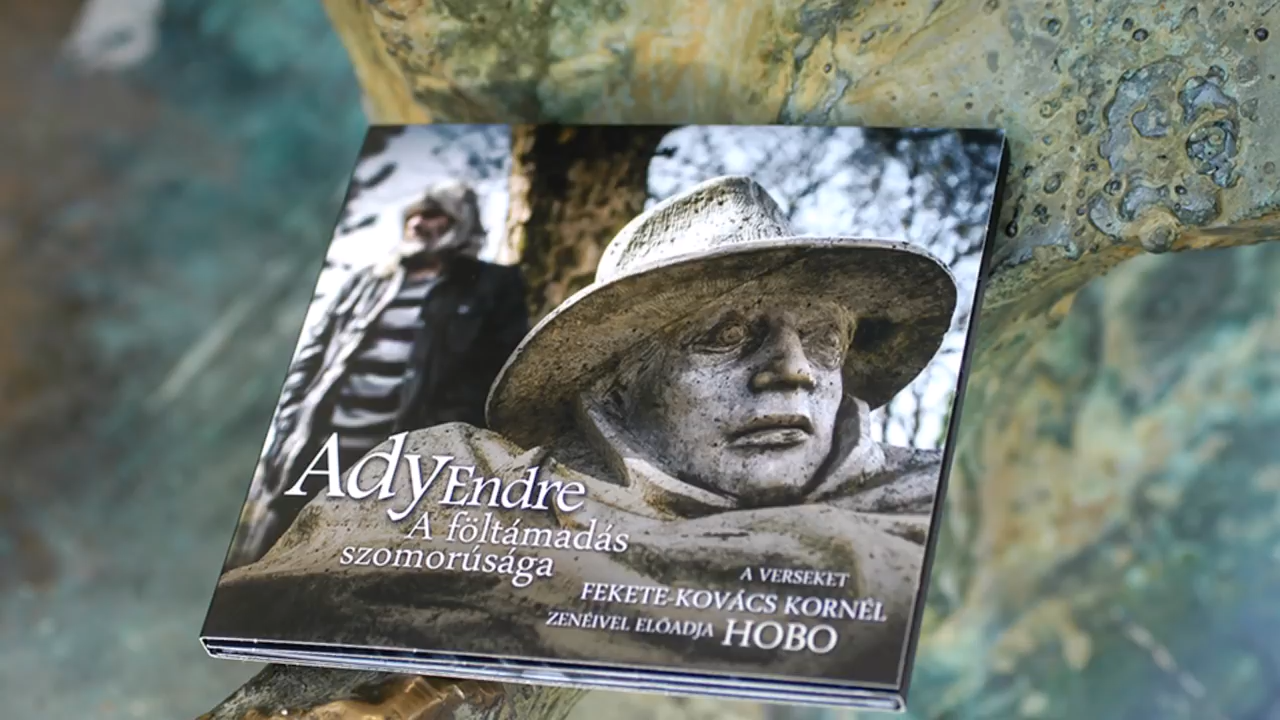 Ady Endre
A föltámadás
szomorúsága
A VERSEKET
FEKETE-KOVÁCS KORNÉL
ZENÉIVEL ELŐADJA HOBO